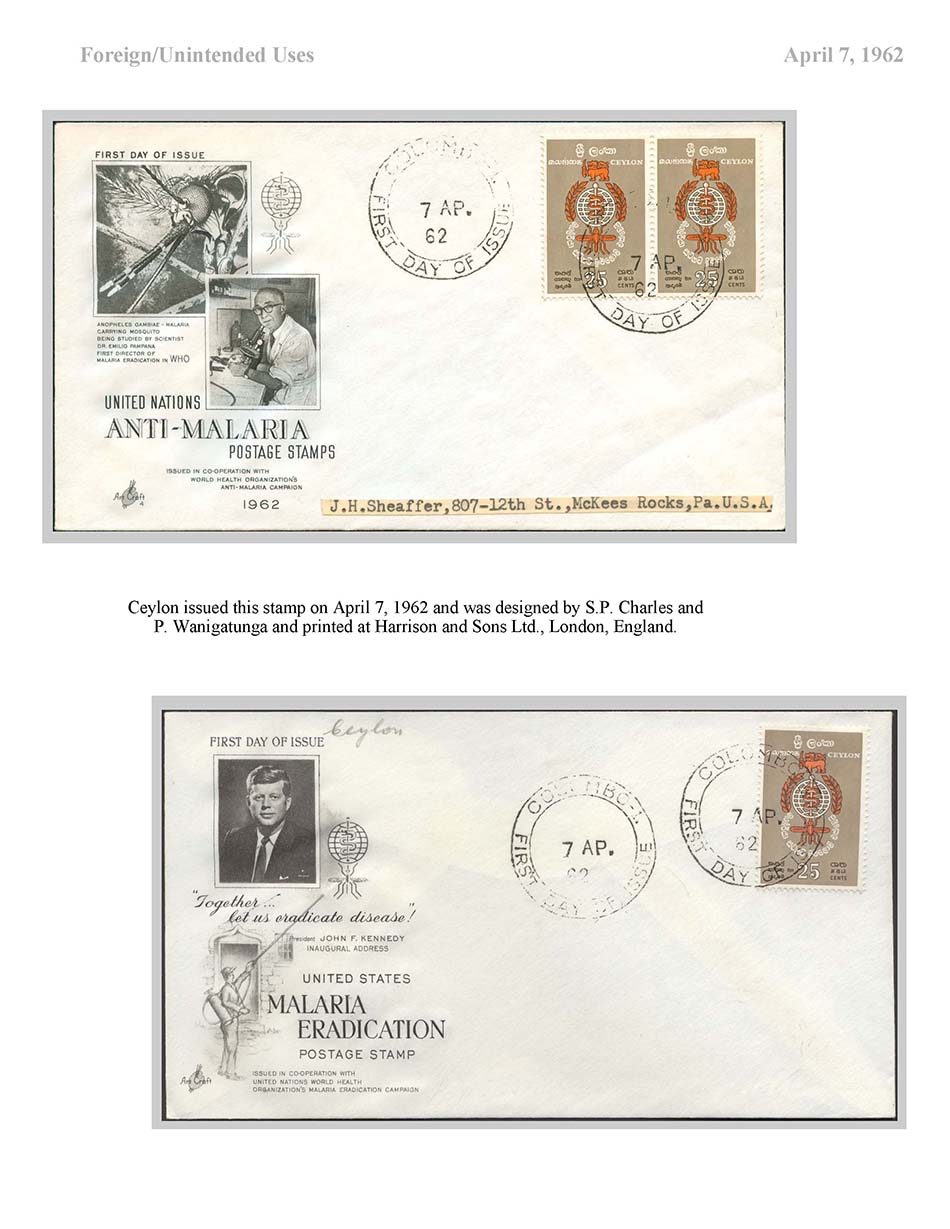 Foreign/Unintended Uses
April 7, 1962
FIRST DAY OF ISSUE
ANOPHELES GAMBIAE - MALARIA
CARRYING MOSQUITO
BEING STUDIED BY SCIENTIST
DR. EMILIO PAMPANA
FIRST DIRECTOR OF
MALARIA ERADICATION IN WHO
UNITED NATIONS
ANTI-MALARIA
POSTAGE STAMPS
ISSUED IN CO-OPERATION WITH
WORLD HEALTH ORGANIZATION'S
ANTI-MALARIA CAMPAIGN
1962
Art Craft
COLOMBO-1.
7 AP.
62
FIRST DAY OF ISSUE
ශ්‍රී ලංකා
CEYLON
25
CENTS
ශ්‍රී ලංකා
CEYLON
25
CENTS
7 AP.
62
FIRST DAY OF ISSUE
J.H.Sheaffer,807-12th St.,McKees Rocks,Pa.U.S.A.
Ceylon issued this stamp on April 7, 1962 and was designed by S.P. Charles and
P. Wanigatunga and printed at Harrison and Sons Ltd., London, England.
Ceylon
FIRST DAY OF ISSUE
"Together ...
let us eradicate disease!"
President JOHN F. KENNEDY
INAUGURAL ADDRESS
UNITED STATES
MALARIA
ERADICATION
POSTAGE STAMP
ISSUED IN CO-OPERATION WITH
UNITED NATIONS WORLD HEALTH
ORGANIZATION'S MALARIA ERADICATION CAMPAIGN
Art Craft
COLOMBO-1.
7 AP.
62
FIRST DAY OF ISSUE
COLOMBO
7 AP.
62
FIRST DAY OF IS
ශ්‍රී ලංකා
CEYLON
25
CENTS